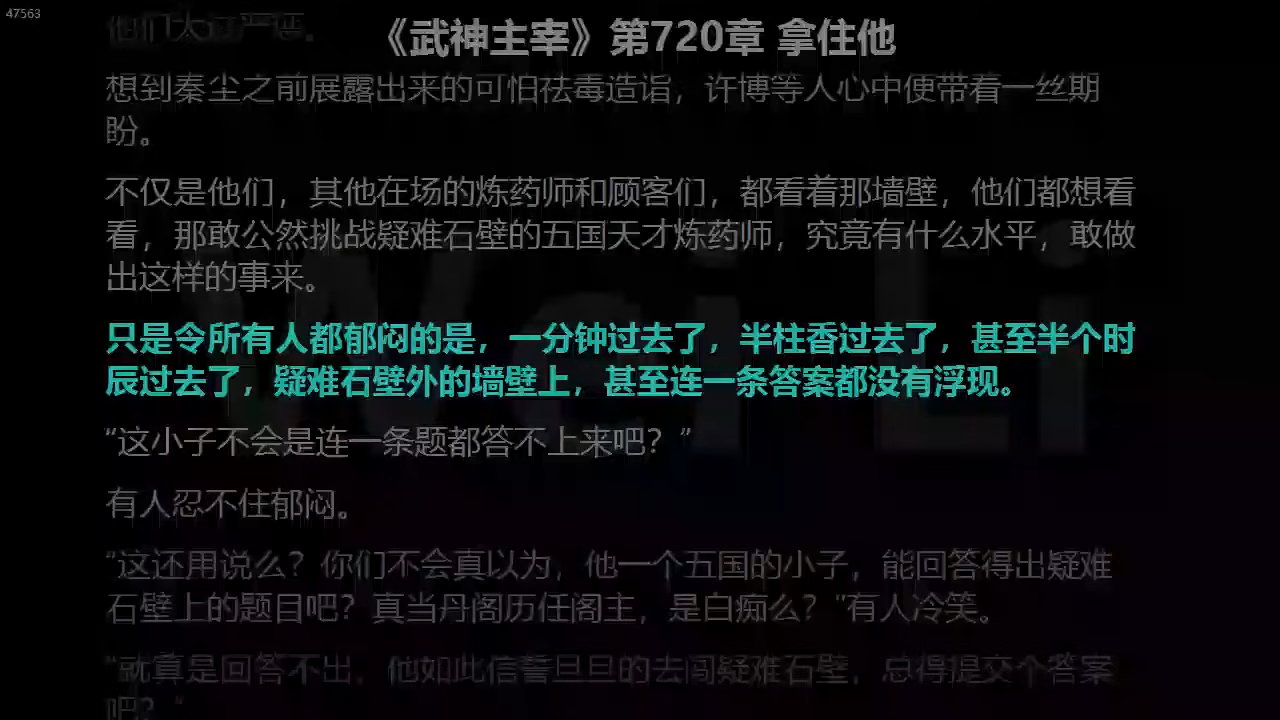 47563
他们太过严惩。
《武神主宰》第720章 拿住他
想到秦尘之前展露出来的可怕祛毒造诣，许博等人心中便带着一丝期
盼。
不仅是他们，其他在场的炼药师和顾客们，都看着那墙壁，他们都想看
看，那敢公然挑战疑难石壁的五国天才炼药师，究竟有什么水平，敢做
出这样的事来。
只是令所有人都郁闷的是，一分钟过去了，半柱香过去了，甚至半个时
辰过去了，疑难石壁外的墙壁上，甚至连一条答案都没有浮现。
“这小子不会是连一条题都答不上来吧？”
有人忍不住郁闷。
“这还用说么？你们不会真以为，他一个五国的小子，能回答得出疑难
石壁上的题目吧？真当丹阁历任阁主，是白痴么？”有人冷笑。
“就算是回答不出，他如此信誓旦旦的去闯疑难石壁，总得提交个答案
吧？”
Wei Li